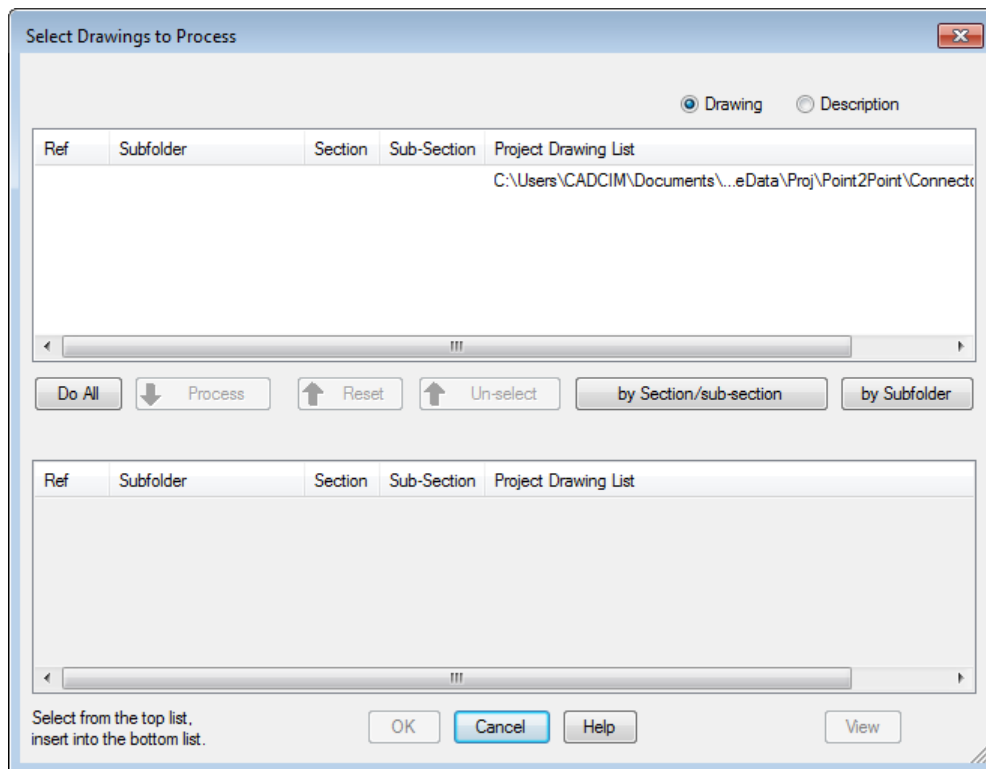 Select Drawings to Process
Drawing Description
Ref Subfolder Section Sub-Section Project Drawing List
C:\Users\CADCIM\Documents\...eData\Proj\Point2Point\Connecto
Do All Process Reset Un-select by Section/sub-section by Subfolder
Ref Subfolder Section Sub-Section Project Drawing List
Select from the top list,
insert into the bottom list.
OK Cancel Help View